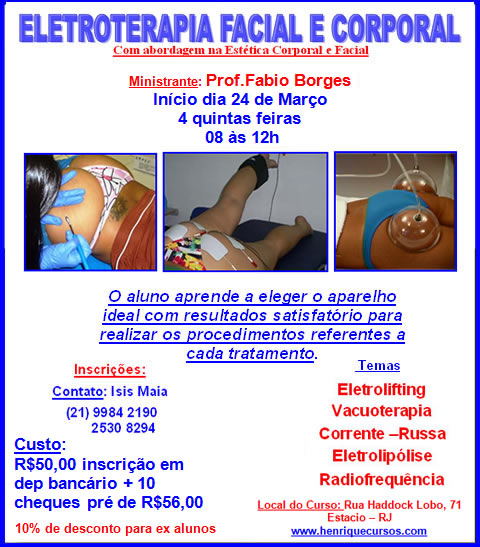 ELETROTERAPIA FACIAL E CORPORAL
Com abordagem na Estética Corporal e Facial
Ministrante: Prof.Fabio Borges
Início dia 24 de Março
4 quintas feiras
08 às 12h
O aluno aprende a eleger o aparelho
ideal com resultados satisfatório para
realizar os procedimentos referentes a
cada tratamento.
Inscrições:
Contato: Isis Maia
(21) 9984 2190
2530 8294
Custo:
R$50,00 inscrição em
dep bancário + 10
cheques pré de R$56,00
10% de desconto para ex alunos
Temas
Eletrolifting
Vacuoterapia
Corrente –Russa
Eletrolipólise
Radiofrequência
Local do Curso: Rua Haddock Lobo, 71
Estacio – RJ
www.henriquecursos.com